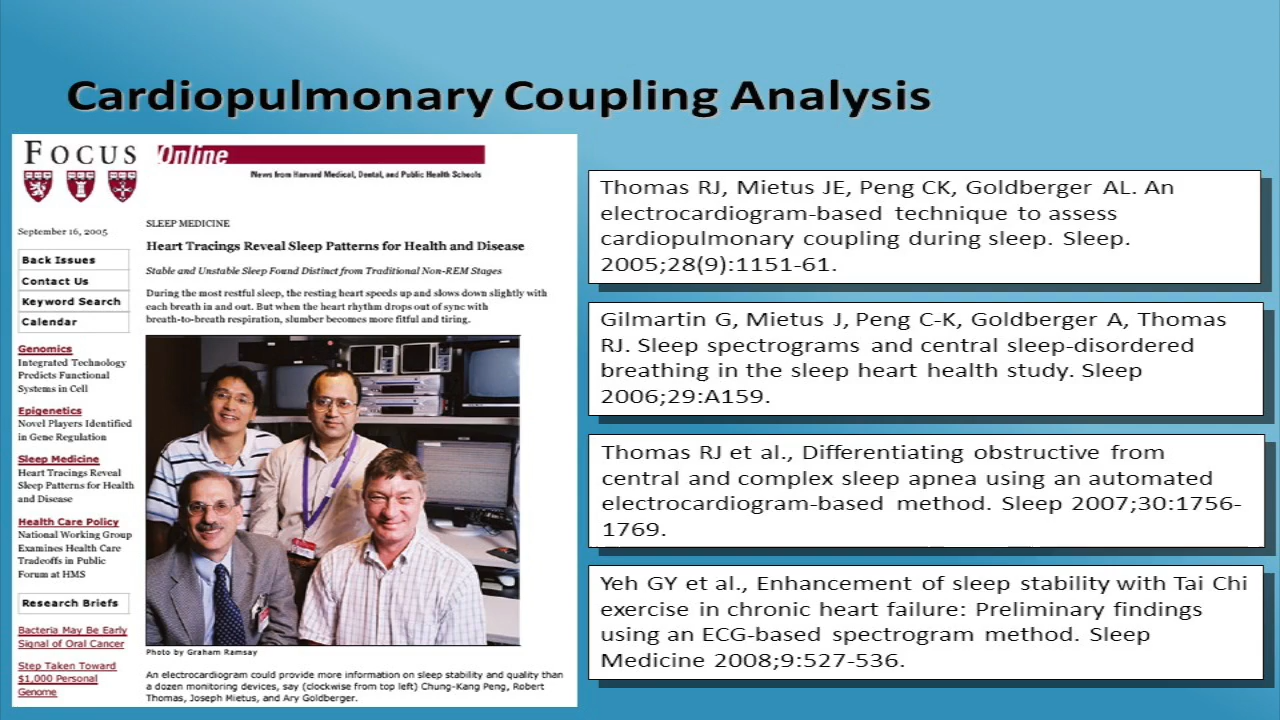 Cardiopulmonary Coupling Analysis
FOCUS
Online
News from Harvard Medical, Dental, and Public Health Schools
September 16, 2005
Back Issues
Contact Us
Keyword Search
Calendar
Genomics
Integrated Technology
Predicts Functional
Systems in Cell
Epigenetics
Novel Players Identified
in Gene Regulation
Sleep Medicine
Heart Tracings Reveal
Sleep Patterns for Health
and Disease
Health Care Policy
National Working Group
Examines Health Care
Tradeoffs in Public
Forum at HMS
Research Briefs
Bacteria May Be Early
Signal of Oral Cancer
Step Taken Toward
$1,000 Personal
Genome
SLEEP MEDICINE
Heart Tracings Reveal Sleep Patterns for Health and Disease
Stable and Unstable Sleep Found Distinct from Traditional Non-REM Stages
During the most restful sleep, the resting heart speeds up and slows down slightly with
each breath in and out. But when the heart rhythm drops out of sync with
breath-to-breath respiration, slumber becomes more fitful and tiring.
Photo by Graham Ramsay
An electrocardiogram could provide more information on sleep stability and quality than
a dozen monitoring devices, say (clockwise from top left) Chung-Kang Peng, Robert
Thomas, Joseph Mietus, and Ary Goldberger.
Thomas RJ, Mietus JE, Peng CK, Goldberger AL. An
electrocardiogram-based technique to assess
cardiopulmonary coupling during sleep. Sleep.
2005;28(9):1151-61.
Gilmartin G, Mietus J, Peng C-K, Goldberger A, Thomas
RJ. Sleep spectrograms and central sleep-disordered
breathing in the sleep heart health study. Sleep
2006;29:A159.
Thomas RJ et al., Differentiating obstructive from
central and complex sleep apnea using an automated
electrocardiogram-based method. Sleep 2007;30:1756-
1769.
Yeh GY et al., Enhancement of sleep stability with Tai Chi
exercise in chronic heart failure: Preliminary findings
using an ECG-based spectrogram method. Sleep
Medicine 2008;9:527-536.